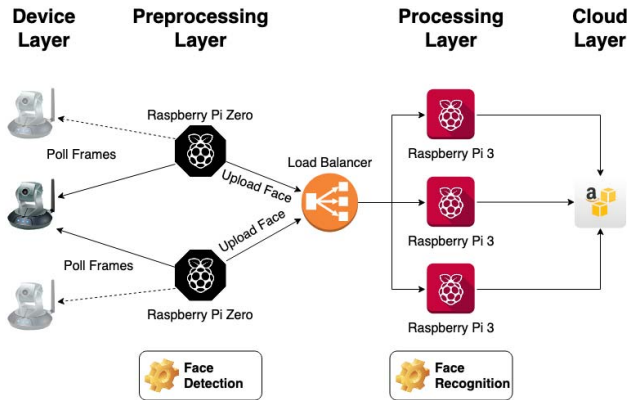 Device
Layer
Preprocessing
Layer
Processing
Layer
Cloud
Layer
Raspberry Pi Zero
Poll Frames
Upload Face
Load Balancer
Upload Face
Poll Frames
Raspberry Pi Zero
Raspberry Pi 3
Raspberry Pi 3
Raspberry Pi 3
a
Face
Detection
Face
Recognition